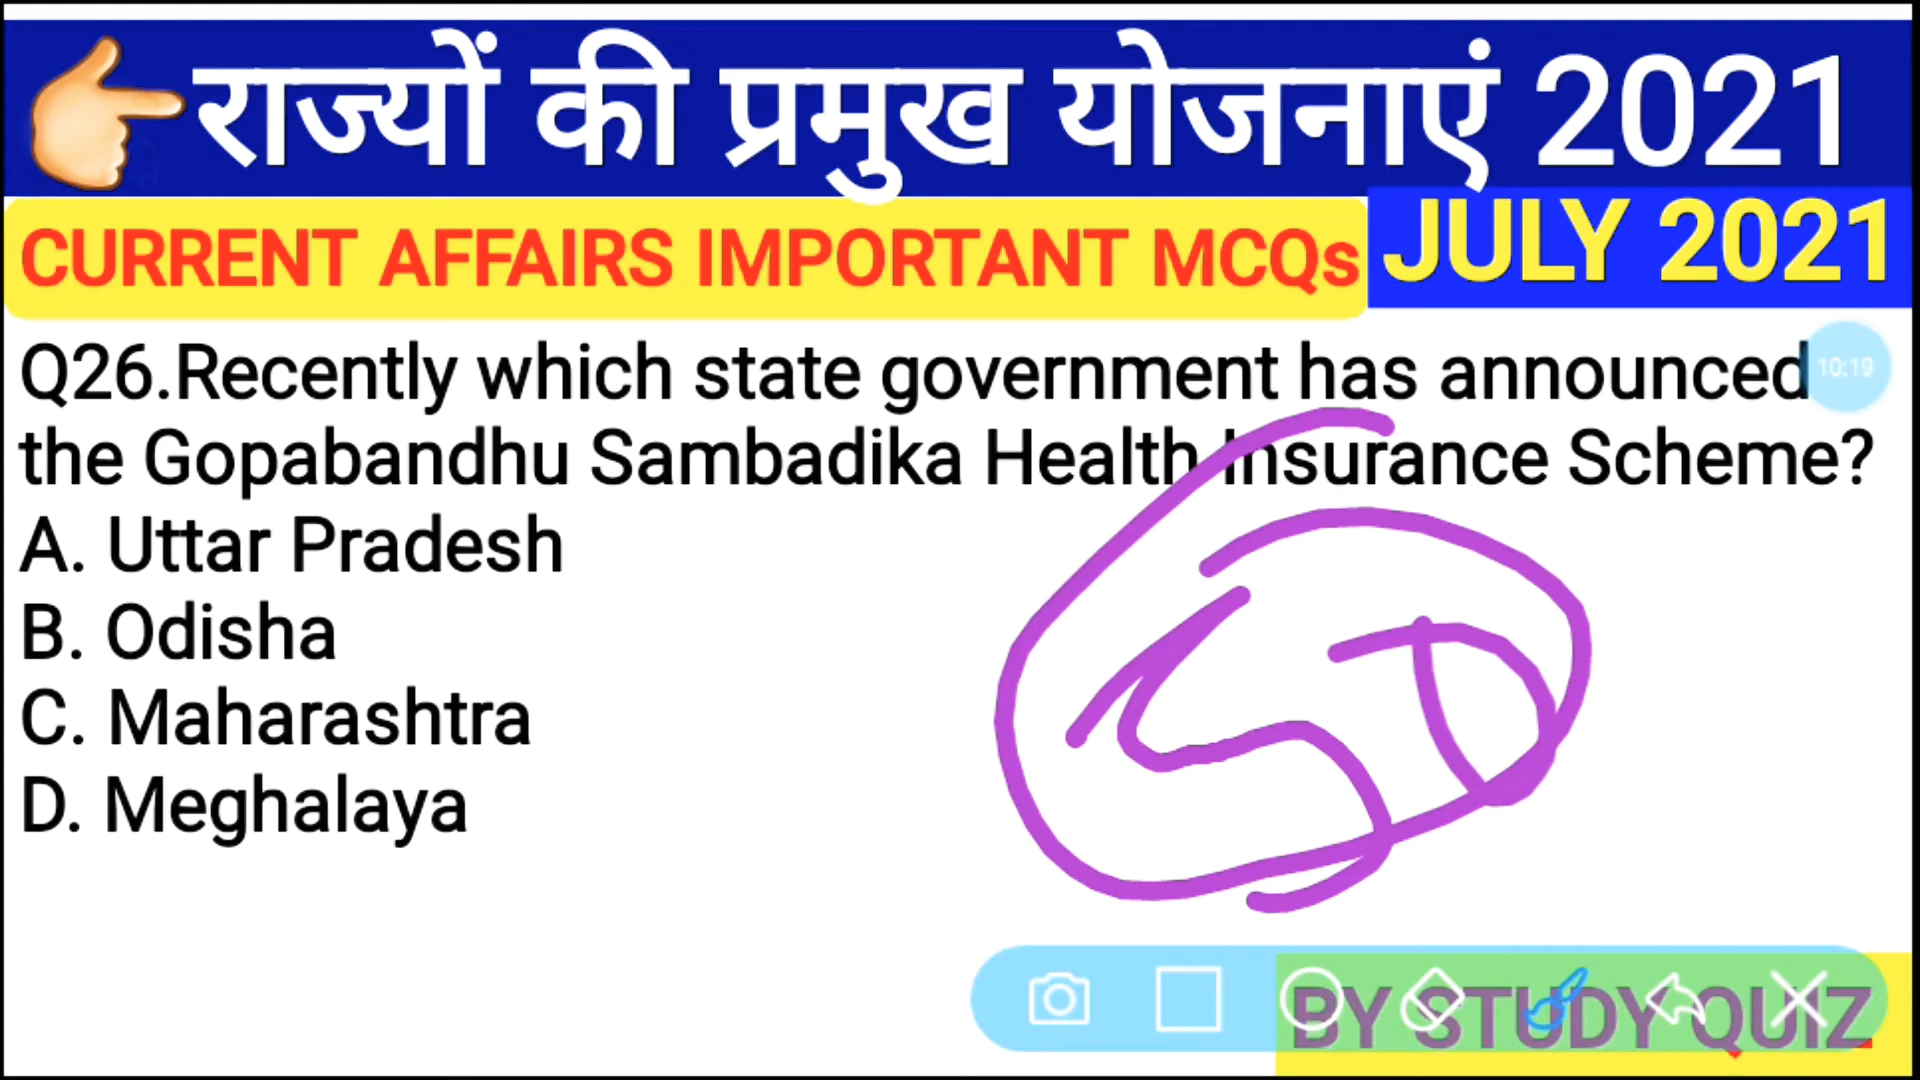 राज्यों की प्रमुख योजनाएं 2021
CURRENT AFFAIRS IMPORTANT MCQs
JULY 2021
Q26.Recently which state government has announced
10:19
the Gopabandhu Sambadika Health Insurance Scheme?
A. Uttar Pradesh
B. Odisha
C. Maharashtra
D. Meghalaya
BY STUDY QUIZ